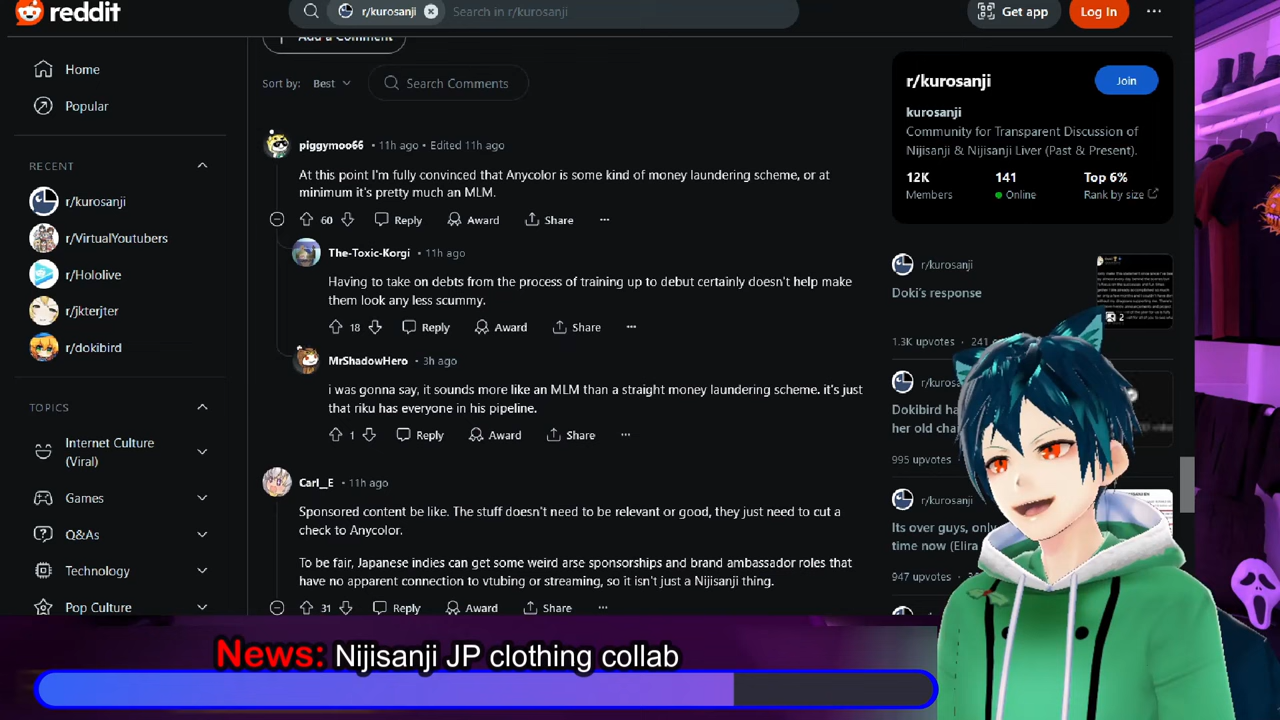 reddit
r/kurosanji
Search in r/kurosanji
Get app
Log In
Home
Popular
RECENT
r/kurosanji
r/VirtualYoutubers
r/Hololive
r/jkterjter
r/dokibird
TOPICS
Internet Culture
(Viral)
Games
Q&As
Technology
Pop Culture
Add a Comment
Sort by: Best
Search Comments
piggymoo66 • 11h ago • Edited 11h ago
At this point I'm fully convinced that Anycolor is some kind of money laundering scheme, or at
minimum it's pretty much an MLM.
60 Reply Award Share
The-Toxic-Korgi • 11h ago
Having to take on debt from the process of training up to debut certainly doesn't help make
them look any less scummy.
18 Reply Award Share
MrShadowHero • 3h ago
i was gonna say, it sounds more like an MLM than a straight money laundering scheme. it's just
that riku has everyone in his pipeline.
1 Reply Award Share
Carl__E • 11h ago
Sponsored content be like. The stuff doesn't need to be relevant or good, they just need to cut a
check to Anycolor.
To be fair, Japanese indies can get some weird arse sponsorships and brand ambassador roles that
have no apparent connection to vtubing or streaming, so it isn't just a Nijisanji thing.
31 Reply Award Share
r/kurosanji
Join
kurosanji
Community for Transparent Discussion of
Nijisanji & Nijisanji Liver (Past & Present).
12K 141 Top 6%
Members Online Rank by size
r/kurosanji
Doki's response
2
1.3K upvotes • 241
Dokibird
her old
995 upvotes
r/kurosanji
Its over guys, only
time now (Elira
947 upvotes
News: Nijisanji JP clothing collab